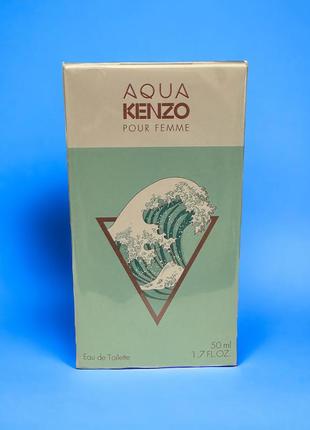 AQUA
KENZO
POUR FEMME
50 ml
Eau de Toilette
1.7 FL.OZ.